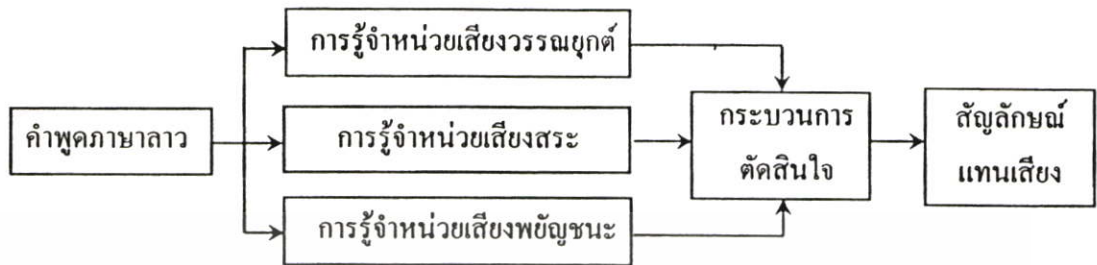 การรู้จำหน่วยเสียงวรรณยุกต์
คำพูดภาษาลาว
การรู้จำหน่วยเสียงสระ
การรู้จำหน่วยเสียงพยัญชนะ
กระบวนการ
ตัดสินใจ
สัญลักษณ์
แทนเสียง